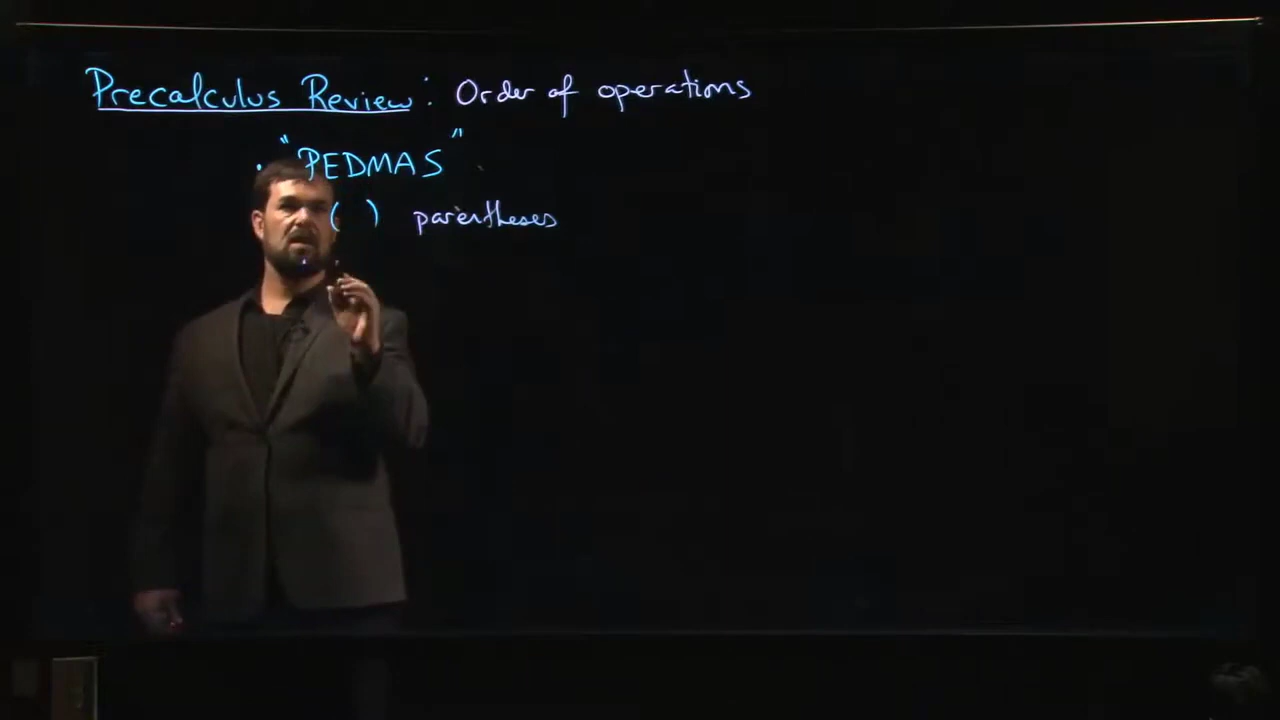 Precalculus Review: Order of operations
· "PEDMAS"
( ) parentheses